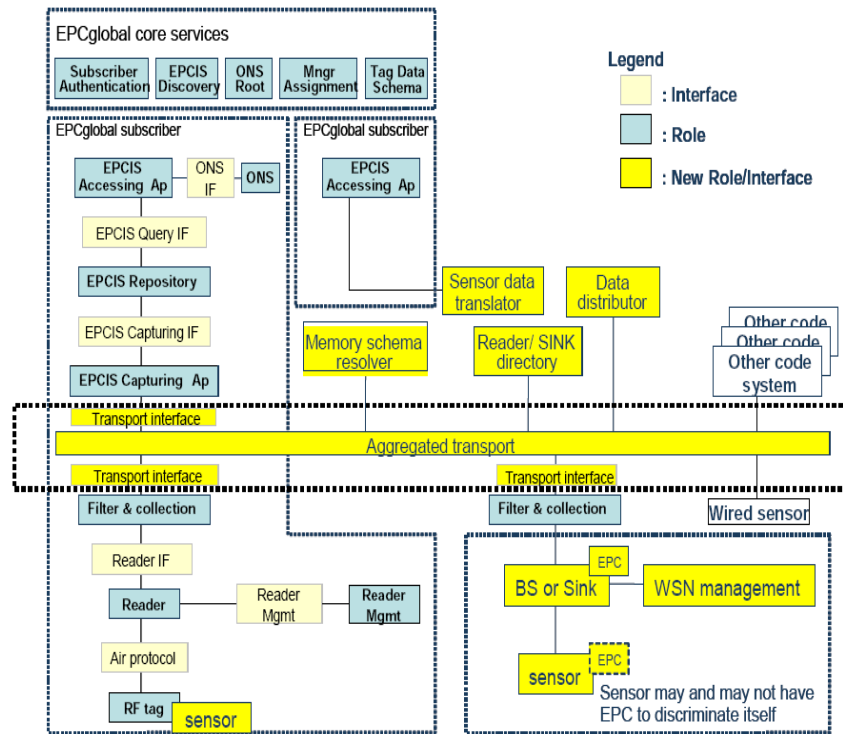 EPCglobal core services
Subscriber
Authentication
EPCIS
Discovery
ONS
Root
Mngr
Assignment
Tag Data
Schema
Legend
: Interface
: Role
: New Role/Interface
EPCglobal subscriber
EPCIS
Accessing Ap
ONS
IF
ONS
EPCIS Query IF
EPCIS Repository
EPCIS Capturing IF
EPCIS Capturing Ap
EPCglobal subscriber
EPCIS
Accessing Ap
Sensor data
translator
Data
distributor
Memory schema
resolver
Reader/ SINK
directory
Other code
Other code
Other code
system
Transport interface
Aggregated transport
Transport interface
Transport interface
Filter & collection
Filter & collection
Wired sensor
Reader IF
Reader
Reader
Mgmt
Reader
Mgmt
Air protocol
RF tag
sensor
EPC
BS or Sink
WSN management
EPC
sensor
Sensor may and may not have
EPC to discriminate itself